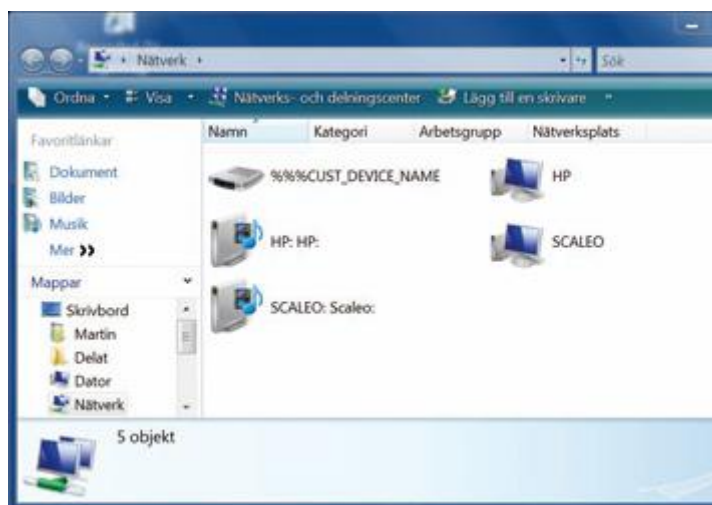 Nätverk
Sök
Ordna Visa Nätverks- och delningscenter Lägg till en skrivare
Namn Kategori Arbetsgrupp Nätverksplats
Favoritlänkar
Dokument
Bilder
Musik
Mer
Mappar
Skrivbord
Martin
Delat
Dator
Nätverk
%%%CUST_DEVICE_NAME
HP
HP: HP:
SCALEO
SCALEO: Scaleo:
5 objekt